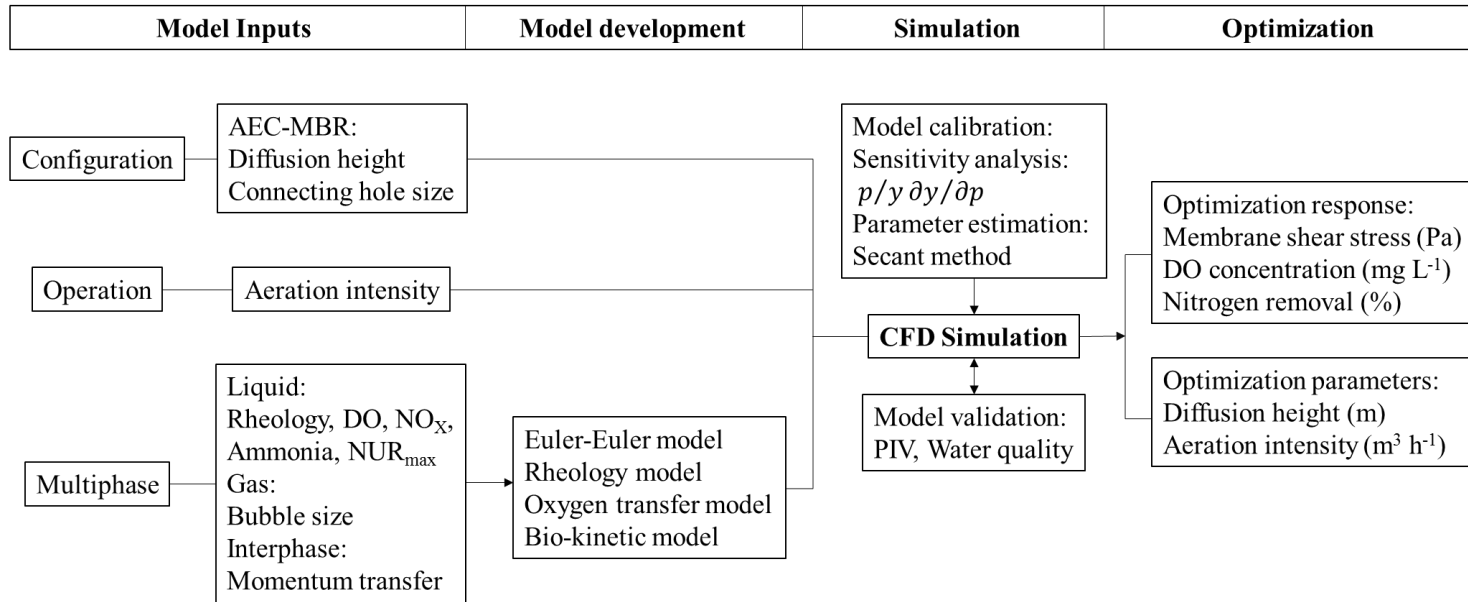 Model Inputs
Model development
Simulation
Optimization
Configuration
AEC-MBR:
Diffusion height
Connecting hole size
Operation
Aeration intensity
Multiphase
Liquid:
Rheology, DO, NOX,
Ammonia, NURmax
Gas:
Bubble size
Interphase:
Momentum transfer
Euler-Euler model
Rheology model
Oxygen transfer model
Bio-kinetic model
Model calibration:
Sensitivity analysis:
p/y ∂y/∂p
Parameter estimation:
Secant method
CFD Simulation
Model validation:
PIV, Water quality
Optimization response:
Membrane shear stress (Pa)
DO concentration (mg L-1)
Nitrogen removal (%)
Optimization parameters:
Diffusion height (m)
Aeration intensity (m3 h-1)